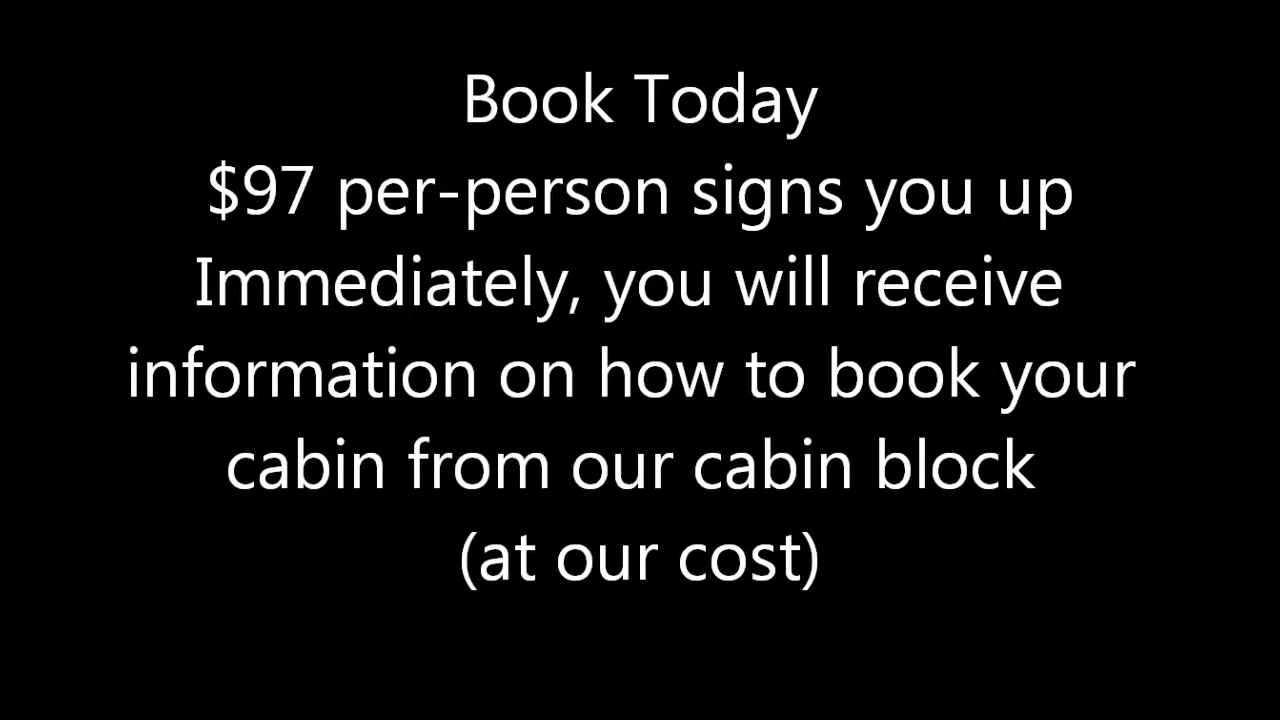 Book Today
$97 per-person signs you up
Immediately, you will receive
information on how to book your
cabin from our cabin block
(at our cost)